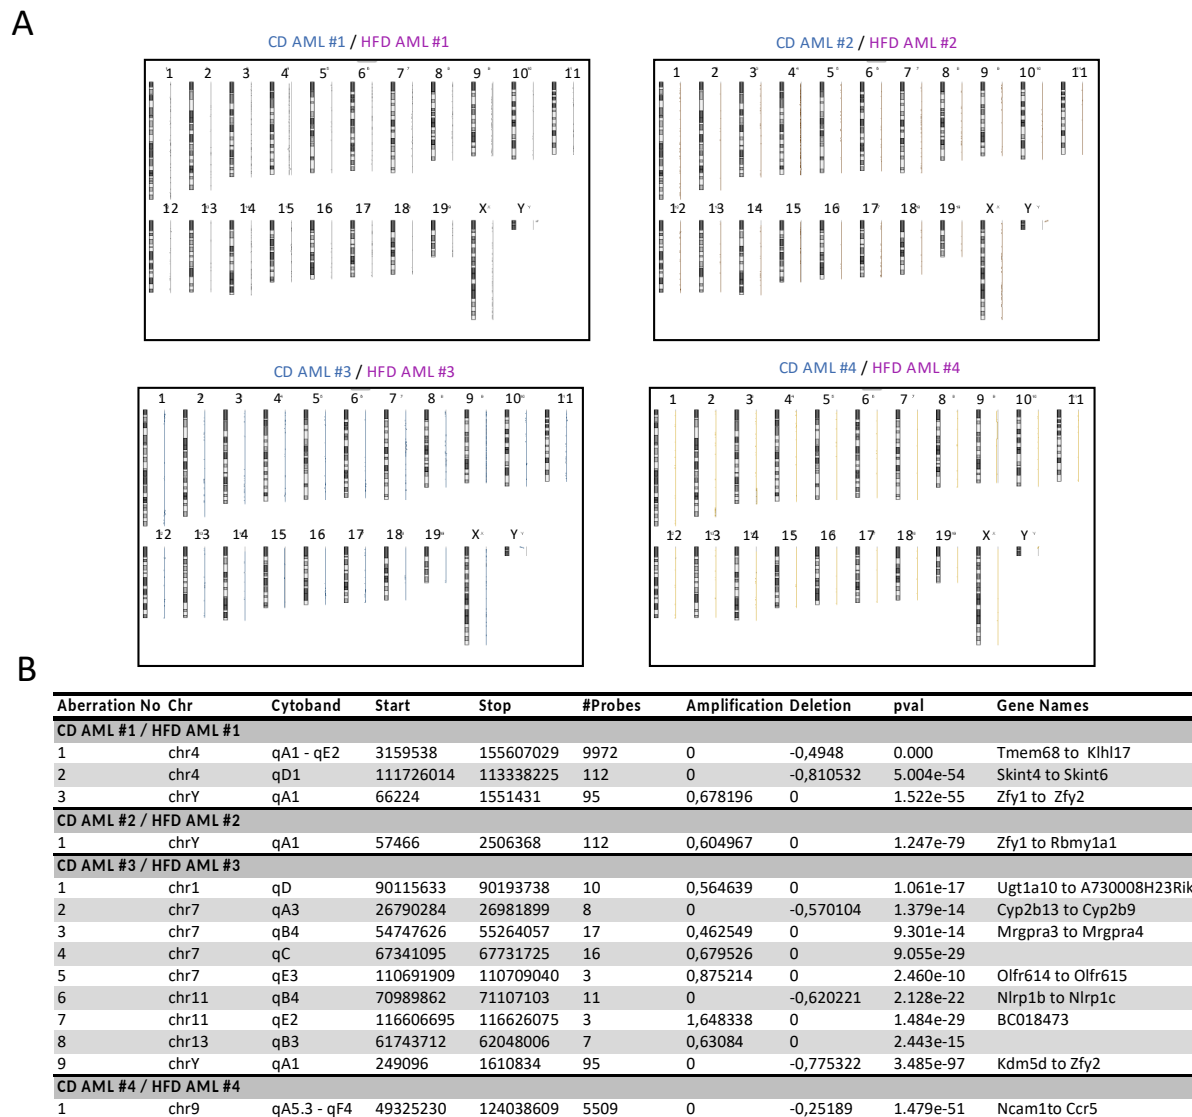 A
CD AML #1 / HFD AML #1
1 2 3 4 5 6 7 8 9 10 11
12 13 14 15 16 17 18 19 X Y
CD AML #2 / HFD AML #2
1 2 3 4 5 6 7 8 9 10 11
12 13 14 15 16 17 18 19 X Y
CD AML #3 / HFD AML #3
1 2 3 4 5 6 7 8 9 10 11
12 13 14 15 16 17 18 19 X Y
CD AML #4 / HFD AML #4
1 2 3 4 5 6 7 8 9 10 11
12 13 14 15 16 17 18 19 X Y
B
Aberration No Chr Cytoband Start Stop #Probes Amplification Deletion pval Gene Names
CD AML #1 / HFD AML #1
1 chr4 qA1 - qE2 3159538 155607029 9972 0 -0,4948 0.000 Tmem68 to Klhl17
2 chr4 qD1 111726014 113338225 112 0 -0,810532 5.004e-54 Skint4 to Skint6
3 chrY qA1 66224 1551431 95 0,678196 0 1.522e-55 Zfy1 to Zfy2
CD AML #2 / HFD AML #2
1 chrY qA1 57466 2506368 112 0,604967 0 1.247e-79 Zfy1 to Rbmy1a1
CD AML #3 / HFD AML #3
1 chr1 qD 90115633 90193738 10 0,564639 0 1.061e-17 Ugt1a10 to A730008H23Rik
2 chr7 qA3 26790284 26981899 8 0 -0,570104 1.379e-14 Cyp2b13 to Cyp2b9
3 chr7 qB4 54747626 55264057 17 0,462549 0 9.301e-14 Mrgpra3 to Mrgpra4
4 chr7 qC 67341095 67731725 16 0,679526 0 9.055e-29
5 chr7 qE3 110691909 110709040 3 0,875214 0 2.460e-10 Olfr614 to Olfr615
6 chr11 qB4 70989862 71107103 11 0 -0,620221 2.128e-22 Nlrp1b to Nlrp1c
7 chr11 qE2 116606695 116626075 3 1,648338 0 1.484e-29 BC018473
8 chr13 qB3 61743712 62048006 7 0,63084 0 2.443e-15
9 chrY qA1 249096 1610834 95 0 -0,775322 3.485e-97 Kdm5d to Zfy2
CD AML #4 / HFD AML #4
1 chr9 qA5.3 - qF4 49325230 124038609 5509 0 -0,25189 1.479e-51 Ncam1to Ccr5